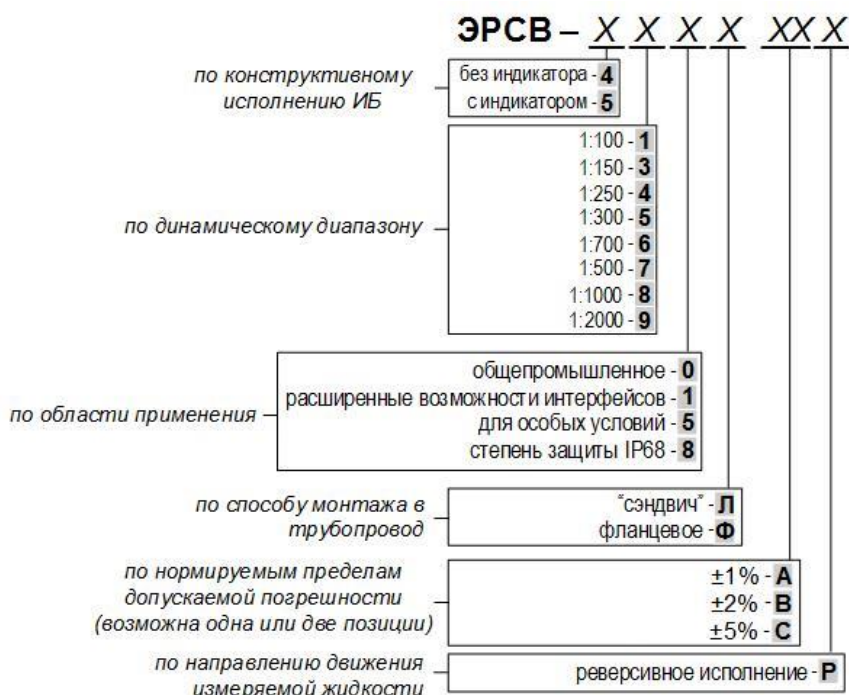 ЭРСВ – X X X X XX X
по конструктивному
исполнению ИБ
без индикатора - 4
с индикатором - 5
по динамическому диапазону
1:100 - 1
1:150 - 3
1:250 - 4
1:300 - 5
1:700 - 6
1:500 - 7
1:1000 - 8
1:2000 - 9
по области применения
общепромышленное - 0
расширенные возможности интерфейсов - 1
для особых условий - 5
степень защиты IP68 - 8
по способу монтажа в
трубопровод
"сэндвич" - Л
фланцевое - Ф
по нормируемым пределам
допускаемой погрешности
(возможна одна или две позиции)
±1% - А
±2% - В
±5% - С
по направлению движения
измеряемой жидкости
реверсивное исполнение - Р